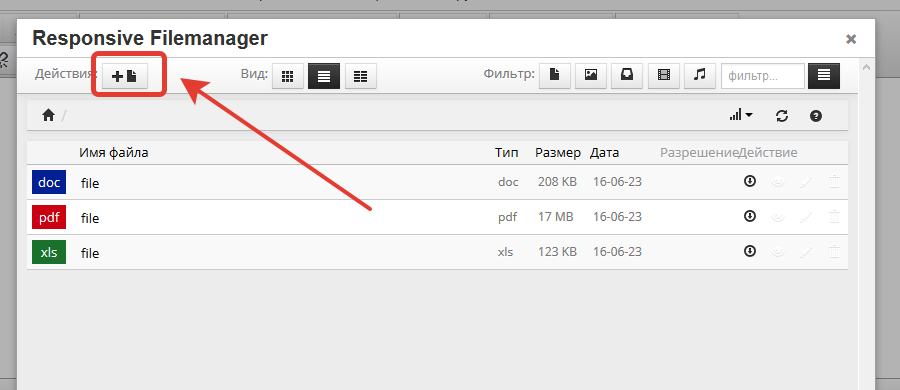 Responsive Filemanager
Действия:
Вид:
Фильтр:
фильтр...
/
Имя файла Тип Размер Дата Разрешение Действие
doc file doc 208 KB 16-06-23
pdf file pdf 17 MB 16-06-23
xls file xls 123 KB 16-06-23